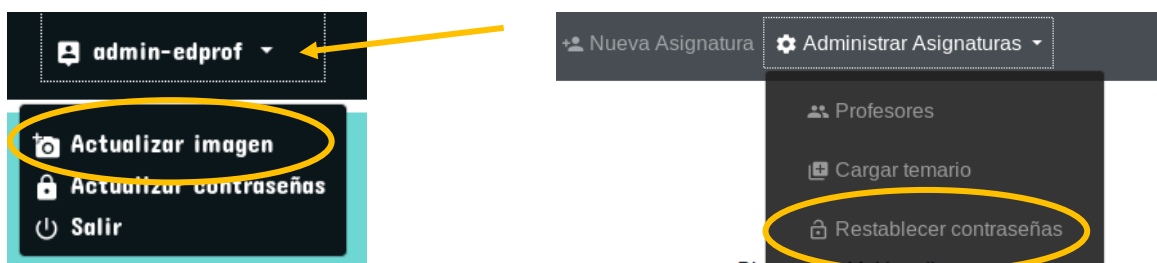 admin-edprof
Actualizar imagen
Actualizar contraseñas
Salir
Nueva Asignatura Administrar Asignaturas
Profesores
Cargar temario
Restablecer contraseñas